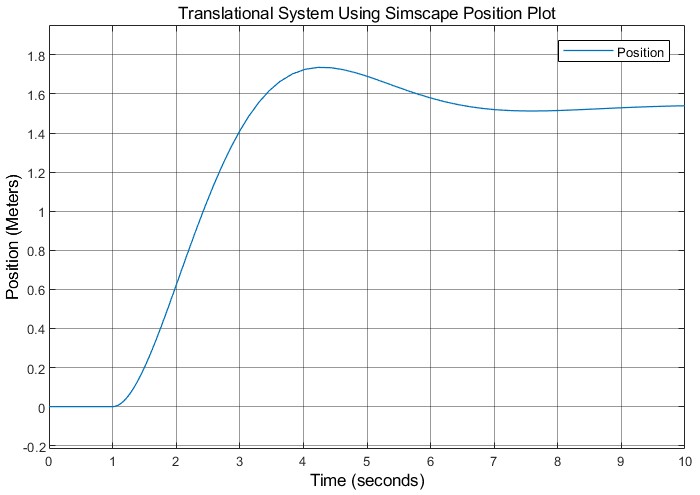 Translational System Using Simscape Position Plot
Position
1.8
1.6
1.4
1.2
1
0.8
0.6
0.4
0.2
0
-0.2
Position (Meters)
0 1 2 3 4 5 6 7 8 9 10
Time (seconds)